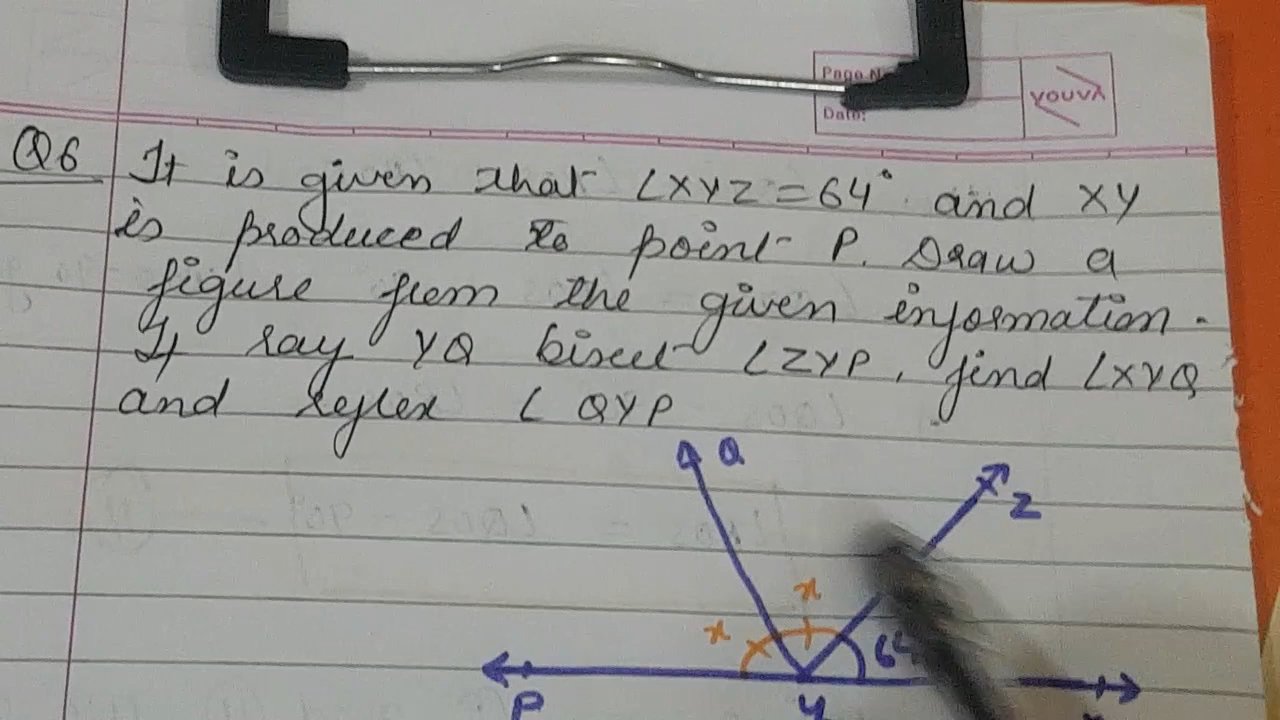 Page N
Date:
YOUVA
Q6 It is given that ∠XYZ = 64° and XY
is produced to point P. Draw a
figure from the given information.
If ray YQ bisect ∠ZYP, find ∠XYQ
and reflex ∠QYP
Q
Z
x
x
64
P
Y